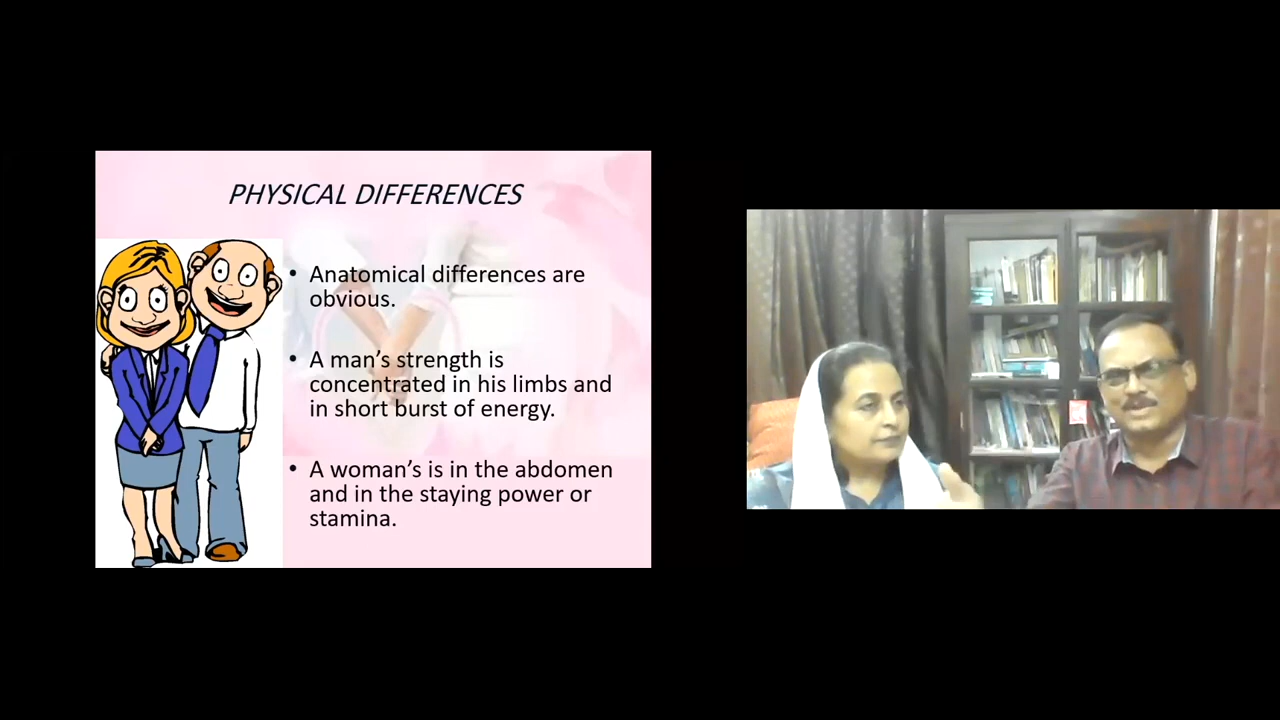 PHYSICAL DIFFERENCES
• Anatomical differences are
obvious.
• A man’s strength is
concentrated in his limbs and
in short burst of energy.
• A woman’s is in the abdomen
and in the staying power or
stamina.